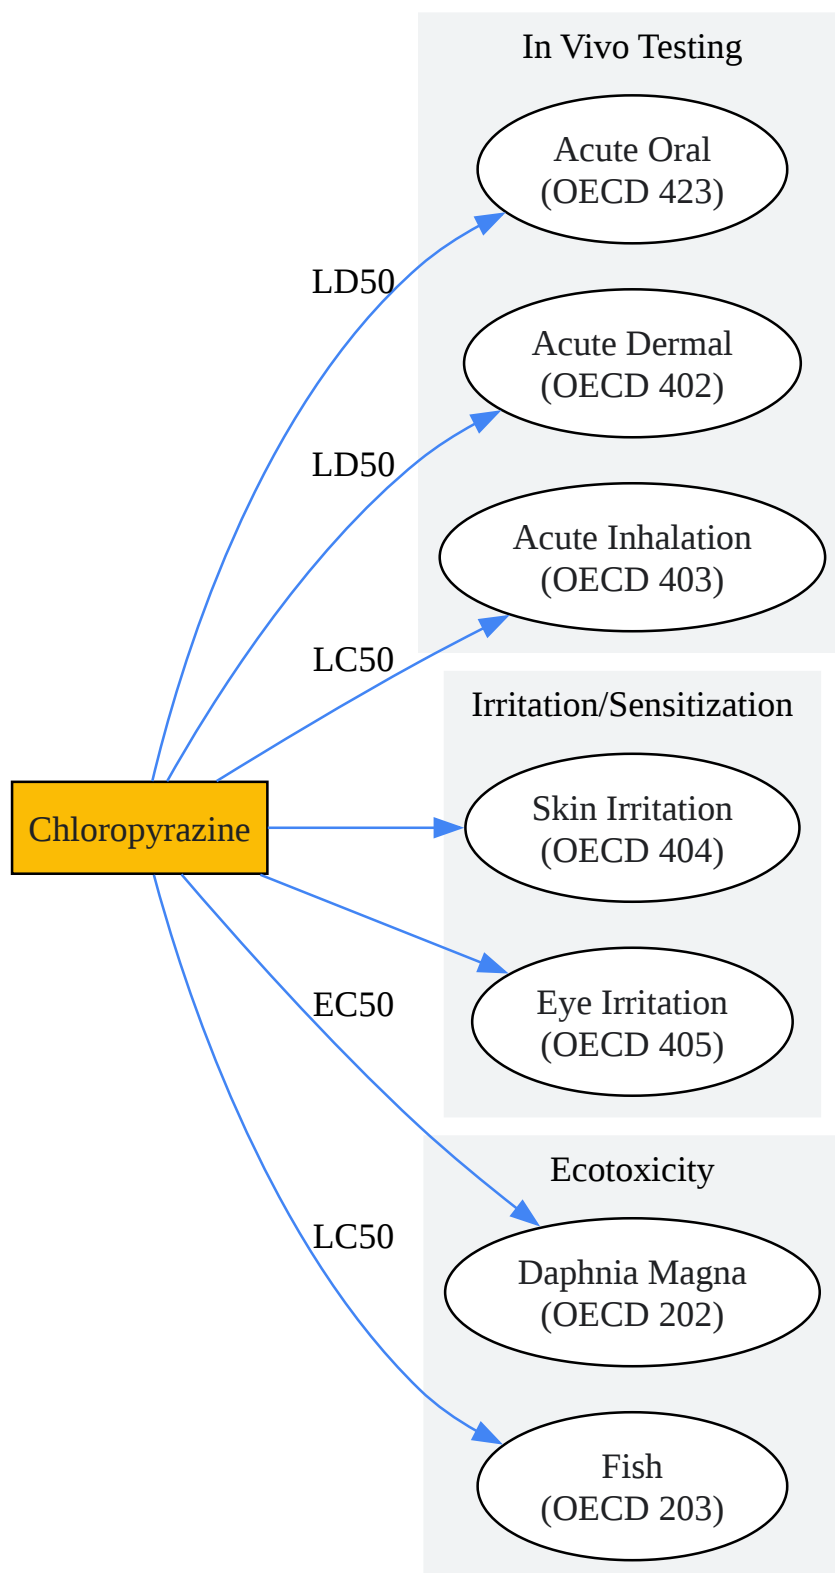 In Vivo Testing
Acute Oral
(OECD 423)
LD50
Acute Dermal
(OECD 402)
LD50
Acute Inhalation
(OECD 403)
LC50
Irritation/Sensitization
Chloropyrazine
Skin Irritation
(OECD 404)
Eye Irritation
(OECD 405)
EC50
Ecotoxicity
LC50
Daphnia Magna
(OECD 202)
Fish
(OECD 203)